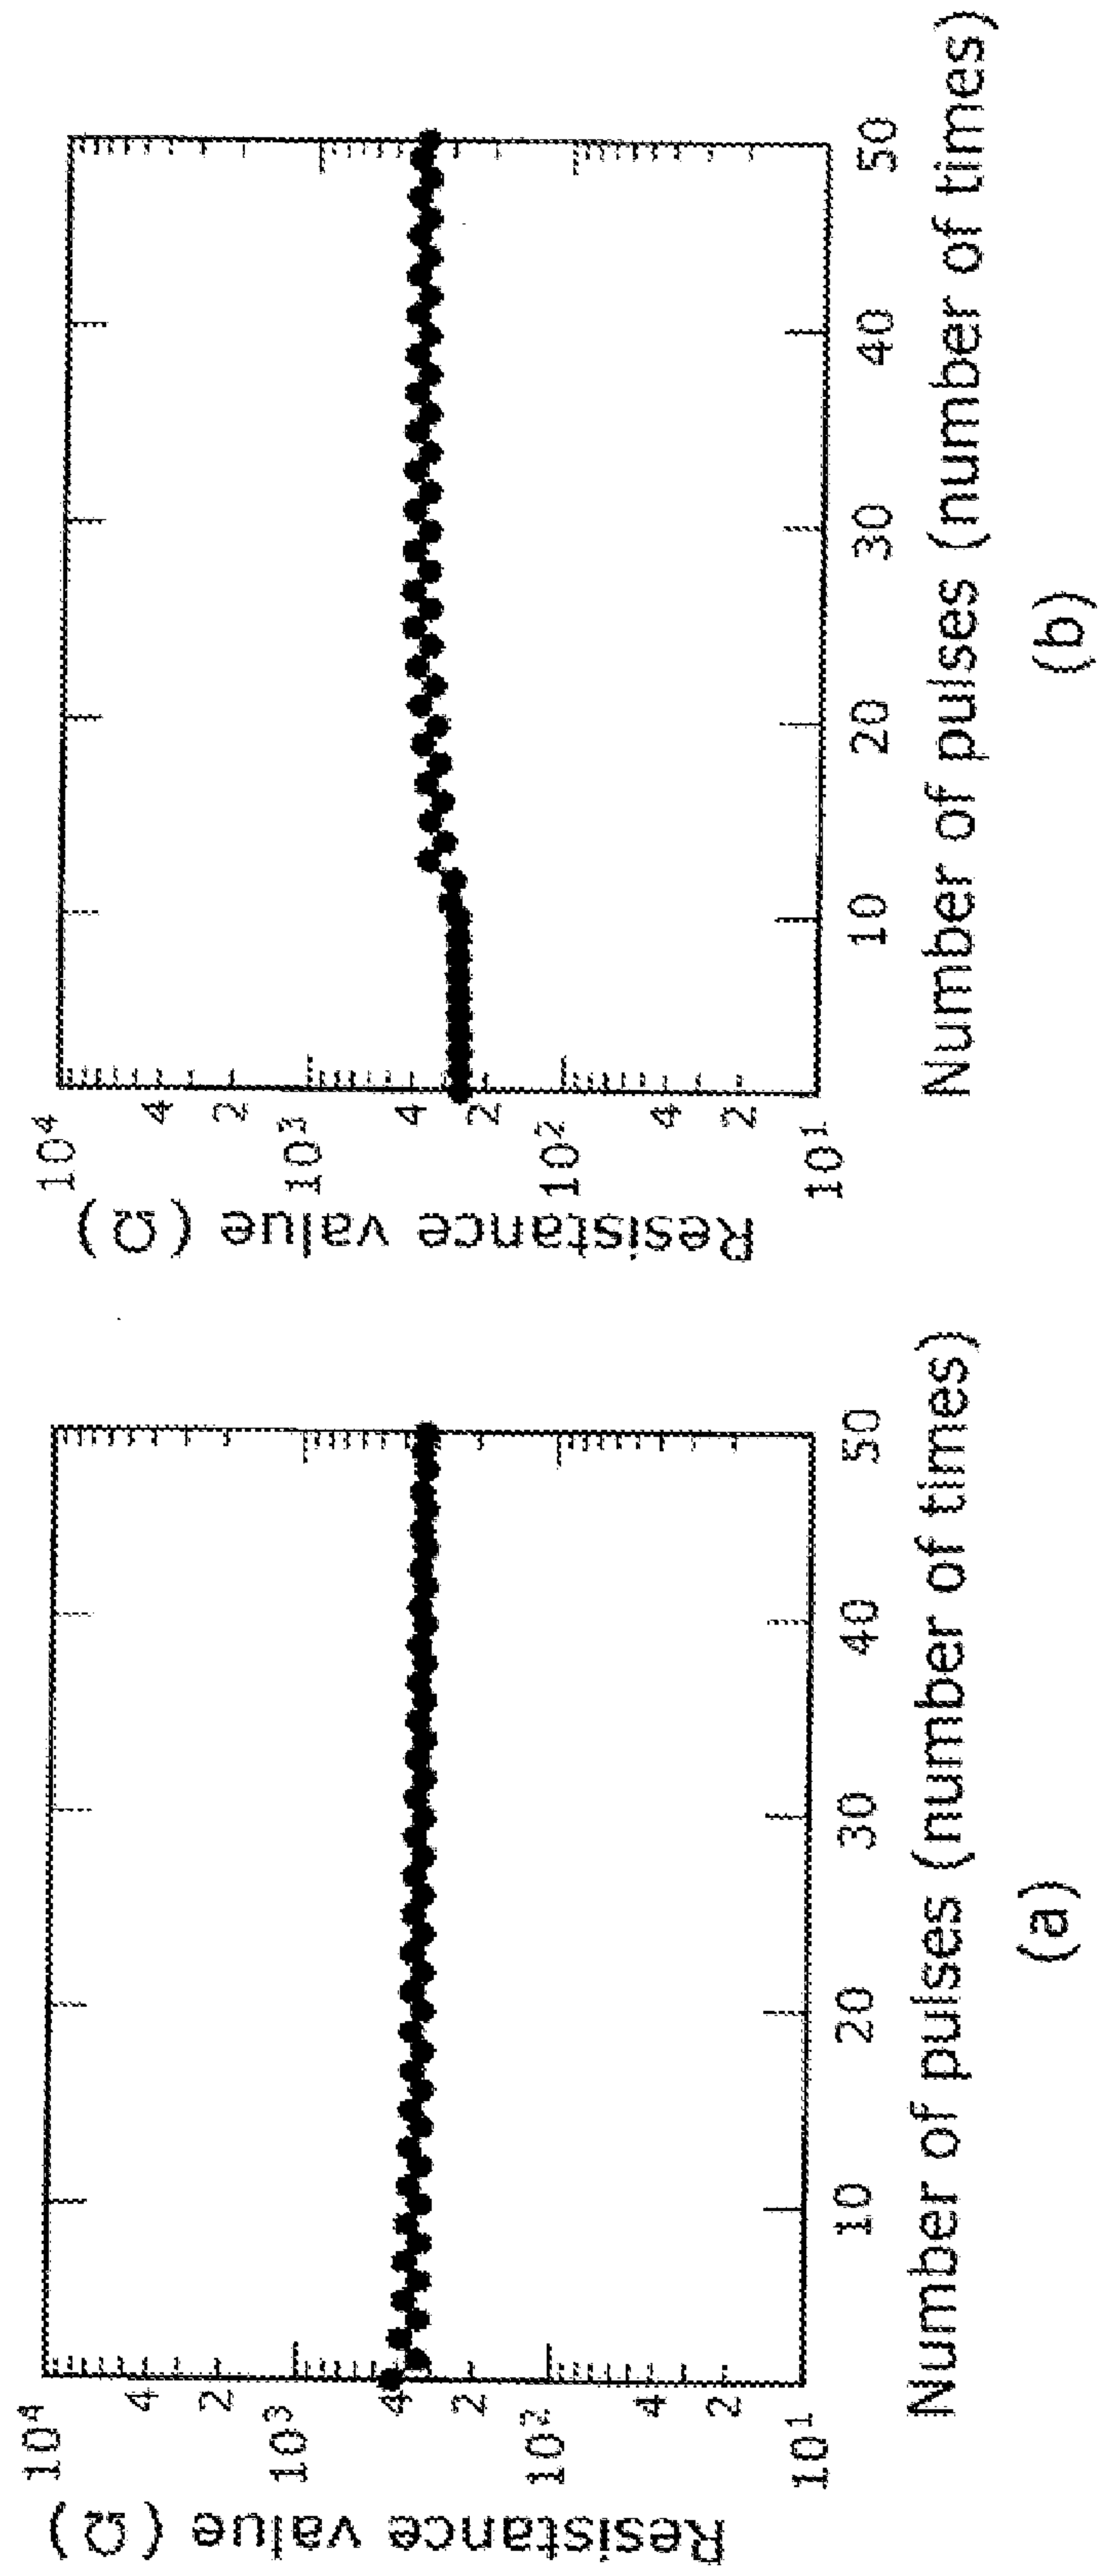 Resistance value (Ω)
10⁴
4
2
10³
4
2
10²
4
2
10¹
10 20 30 40 50
Number of pulses (number of times)
(a)
Resistance value (Ω)
10⁴
4
2
10³
4
2
10²
4
2
10¹
10 20 30 40 50
Number of pulses (number of times)
(b)